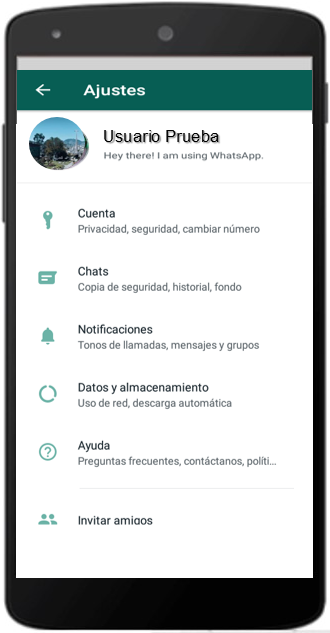 Ajustes
Usuario Prueba
Hey there! I am using WhatsApp.
Cuenta
Privacidad, seguridad, cambiar número
Chats
Copia de seguridad, historial, fondo
Notificaciones
Tonos de llamadas, mensajes y grupos
Datos y almacenamiento
Uso de red, descarga automática
Ayuda
Preguntas frecuentes, contáctanos, políti...
Invitar amigos